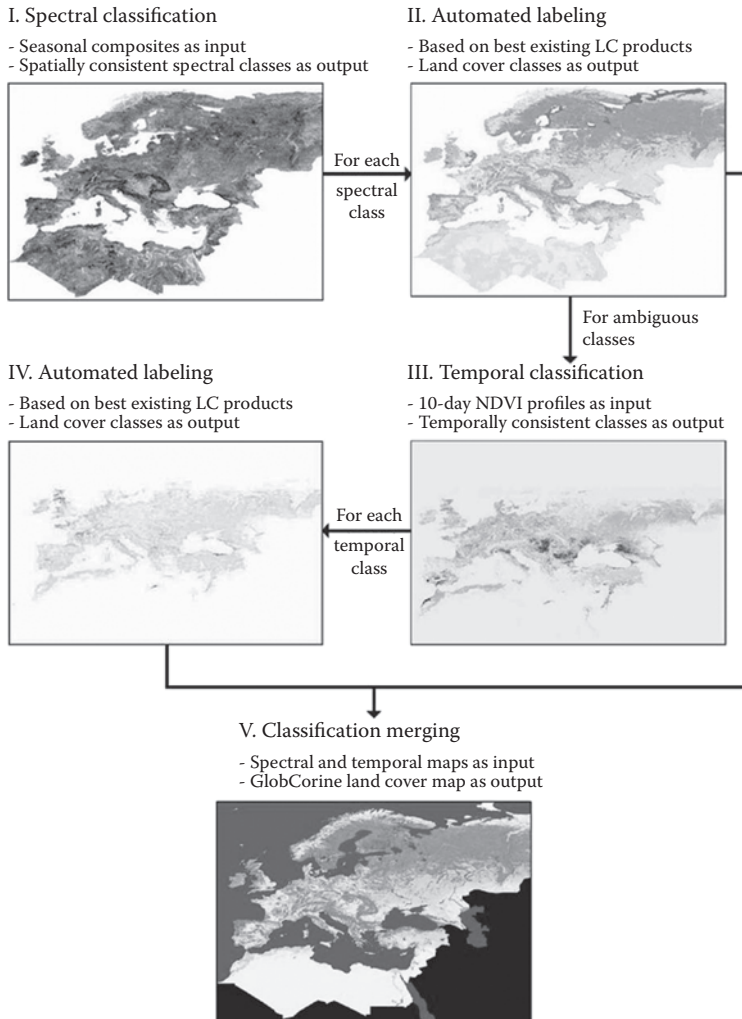 I. Spectral classification
- Seasonal composites as input
- Spatially consistent spectral classes as output
II. Automated labeling
- Based on best existing LC products
- Land cover classes as output
For each
spectral
class
For ambiguous
classes
IV. Automated labeling
- Based on best existing LC products
- Land cover classes as output
III. Temporal classification
- 10-day NDVI profiles as input
- Temporally consistent classes as output
For each
temporal
class
V. Classification merging
- Spectral and temporal maps as input
- GlobCorine land cover map as output